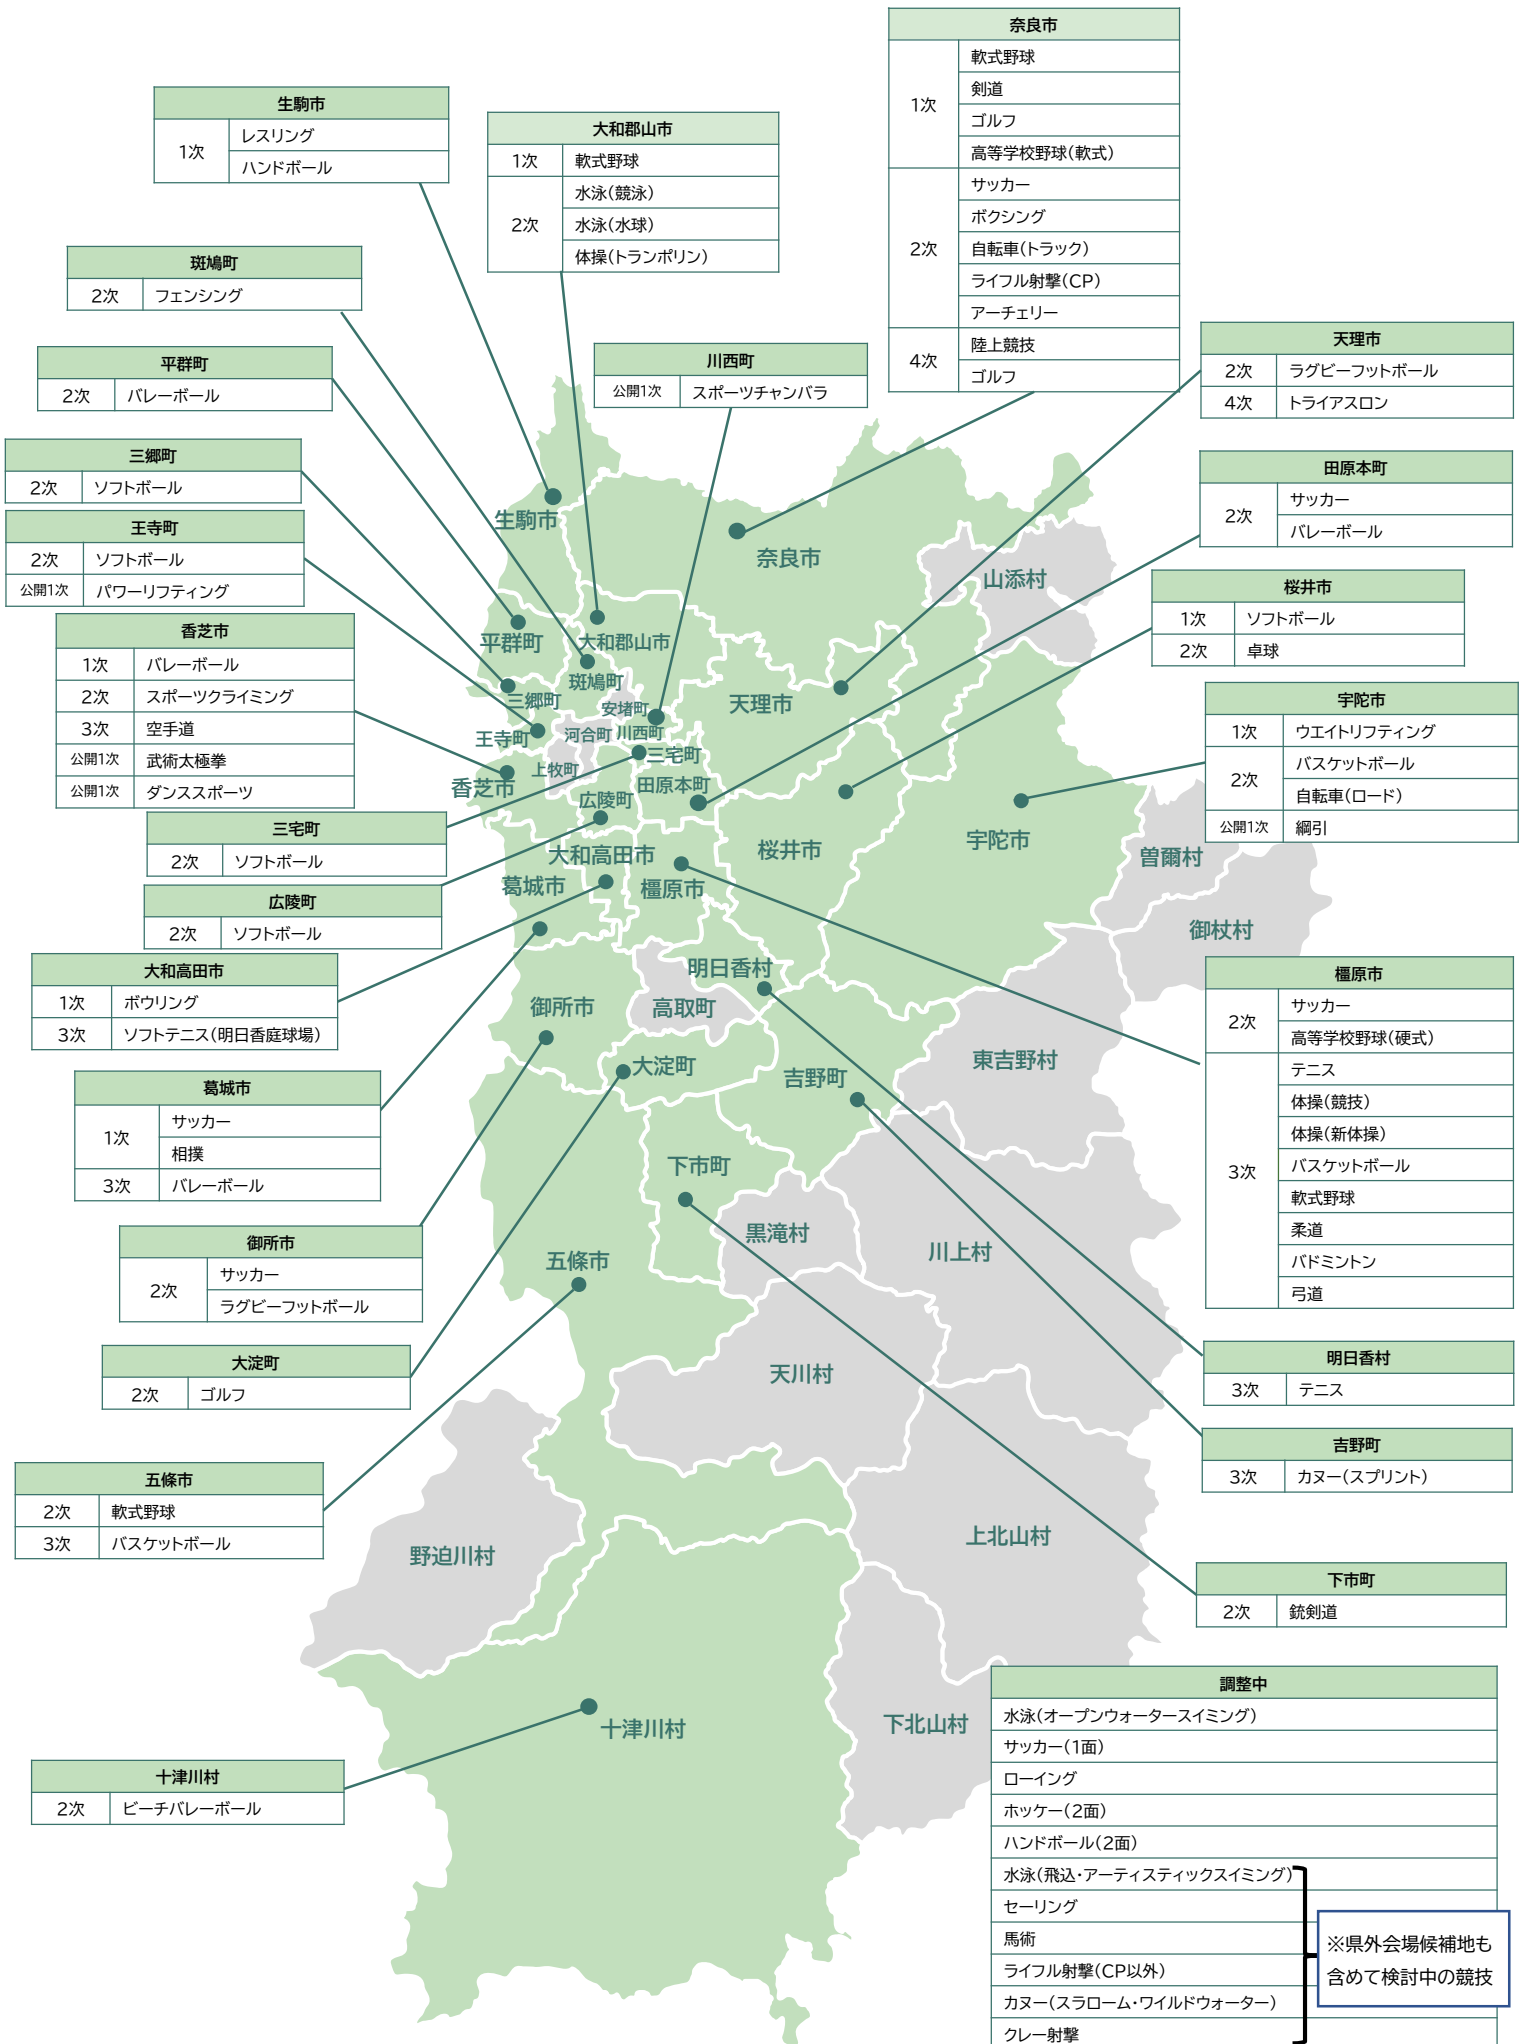 奈良市
1次
軟式野球
剣道
ゴルフ
高等学校野球(軟式)
2次
サッカー
ボクシング
自転車(トラック)
ライフル射撃(CP)
アーチェリー
4次
陸上競技
ゴルフ
生駒市
1次
レスリング
ハンドボール
大和郡山市
1次 軟式野球
2次
水泳(競泳)
水泳(水球)
体操(トランポリン)
斑鳩町
2次 フェンシング
平群町
2次 バレーボール
川西町
公開1次 スポーツチャンバラ
天理市
2次 ラグビーフットボール
4次 トライアスロン
三郷町
2次 ソフトボール
田原本町
2次
サッカー
バレーボール
王寺町
2次 ソフトボール
公開1次 パワーリフティング
桜井市
1次 ソフトボール
2次 卓球
香芝市
1次 バレーボール
2次 スポーツクライミング
3次 空手道
公開1次 武術太極拳
公開1次 ダンススポーツ
宇陀市
1次 ウエイトリフティング
2次
バスケットボール
自転車(ロード)
公開1次 綱引
三宅町
2次 ソフトボール
広陵町
2次 ソフトボール
大和高田市
1次 ボウリング
3次 ソフトテニス(明日香庭球場)
橿原市
2次
サッカー
高等学校野球(硬式)
3次
テニス
体操(競技)
体操(新体操)
バスケットボール
軟式野球
柔道
バドミントン
弓道
葛城市
1次
サッカー
相撲
3次 バレーボール
御所市
2次
サッカー
ラグビーフットボール
大淀町
2次 ゴルフ
明日香村
3次 テニス
吉野町
3次 カヌー(スプリント)
五條市
2次 軟式野球
3次 バスケットボール
下市町
2次 銃剣道
十津川村
2次 ビーチバレーボール
調整中
水泳(オープンウォータースイミング)
サッカー(1面)
ローイング
ホッケー(2面)
ハンドボール(2面)
水泳(飛込・アーティスティックスイミング)
セーリング
馬術
ライフル射撃(CP以外)
カヌー(スラローム・ワイルドウォーター)
クレー射撃
※県外会場候補地も
含めて検討中の競技
生駒市
奈良市
山添村
平群町
大和郡山市
斑鳩町
三郷町
安堵町
天理市
王寺町
河合町
川西町
三宅町
上牧町
香芝市
田原本町
広陵町
大和高田市
桜井市
宇陀市
曽爾村
葛城市
橿原市
御杖村
明日香村
御所市
高取町
東吉野村
大淀町
吉野町
下市町
黒滝村
川上村
五條市
天川村
上北山村
野迫川村
十津川村
下北山村